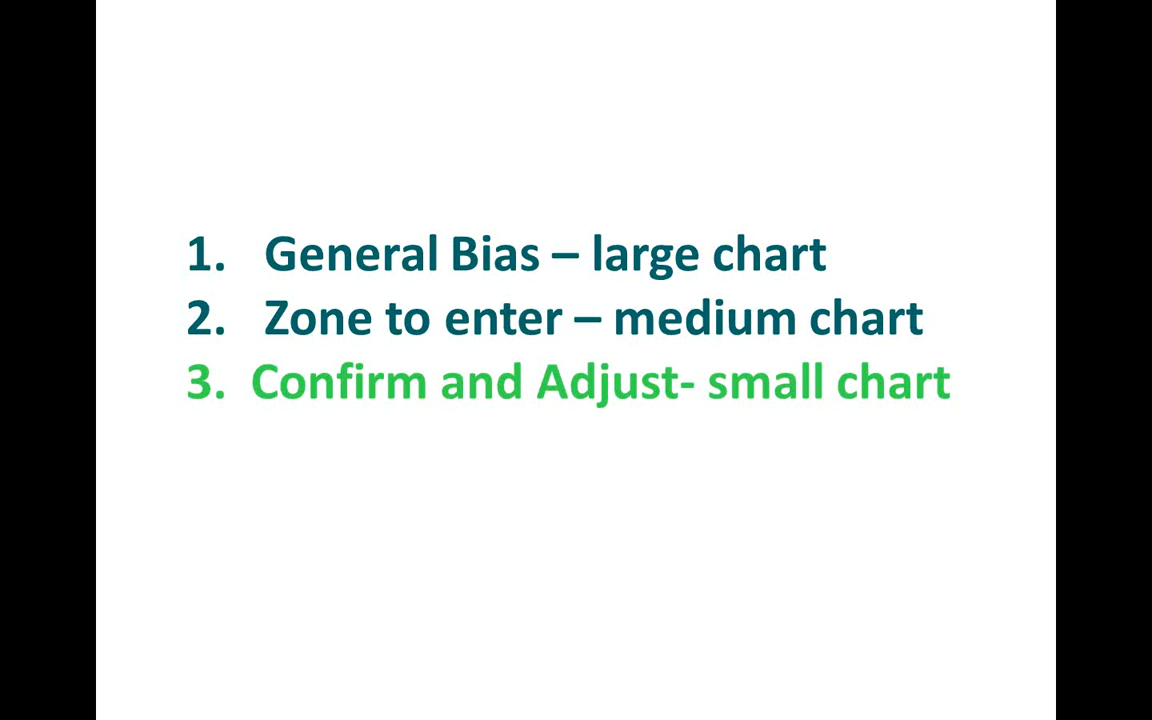 1. General Bias – large chart
2. Zone to enter – medium chart
3. Confirm and Adjust- small chart